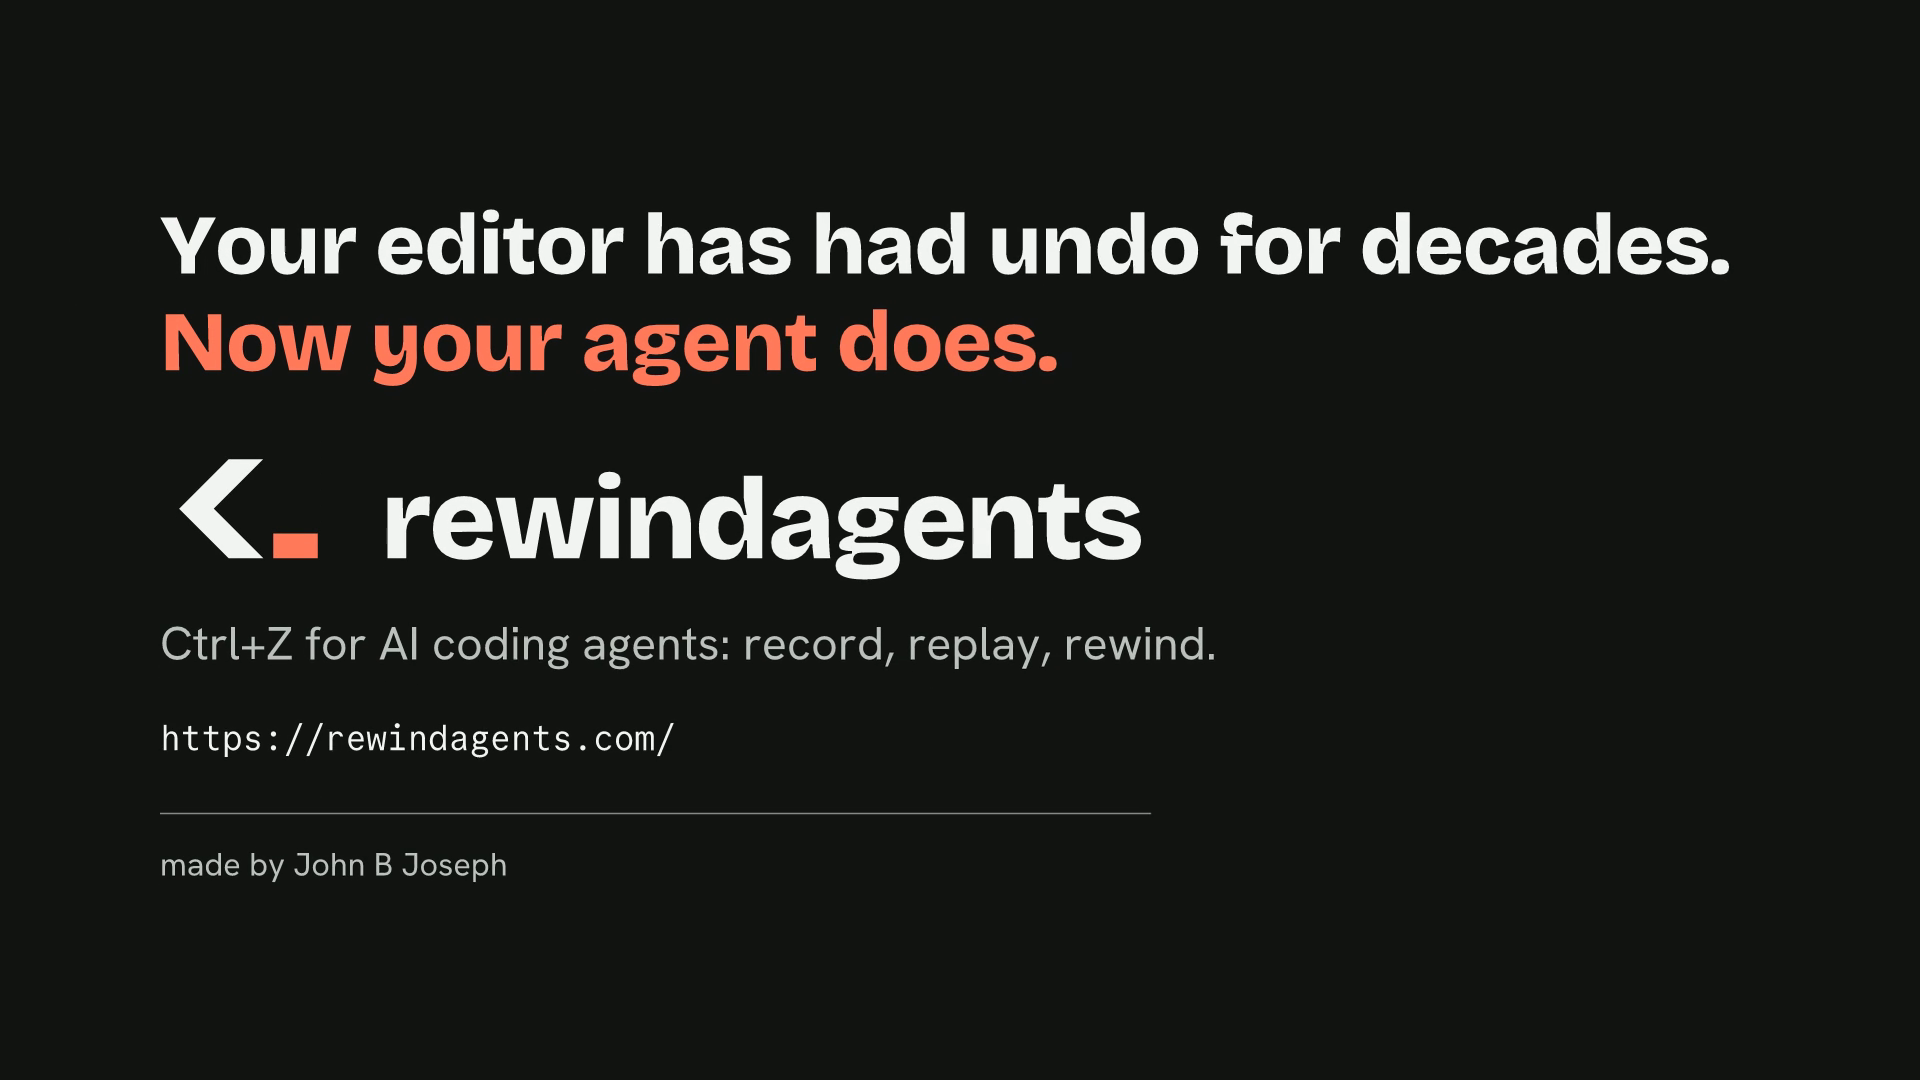 Your editor has had undo for decades.
Now your agent does.
rewindagents
Ctrl+Z for AI coding agents: record, replay, rewind.
https://rewindagents.com/
made by John B Joseph